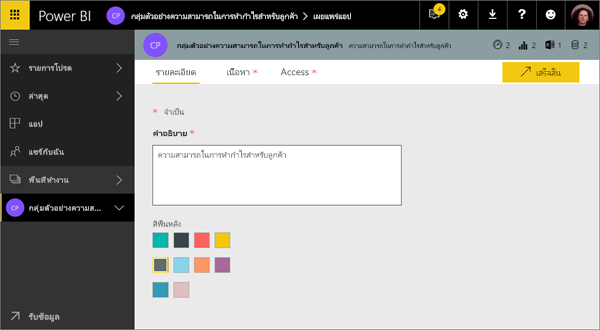 Power BI CP กลุ่มตัวอย่างความสามารถในการทำกำไรสำหรับลูกค้า > เผยแพร่แอป 4 ?
CP กลุ่มตัวอย่างความสามารถในการทำกำไรสำหรับลูกค้า ความสามารถในการทำกำไรสำหรับลูกค้า 2 2 1 2
รายการโปรด
ล่าสุด
แอป
แชร์กับฉัน
พื้นที่ทำงาน
CP กลุ่มตัวอย่างความส...
รับข้อมูล
รายละเอียด เนื้อหา * Access * เสร็จสิ้น
* จำเป็น
คำอธิบาย *
ความสามารถในการทำกำไรสำหรับลูกค้า
สีพื้นหลัง